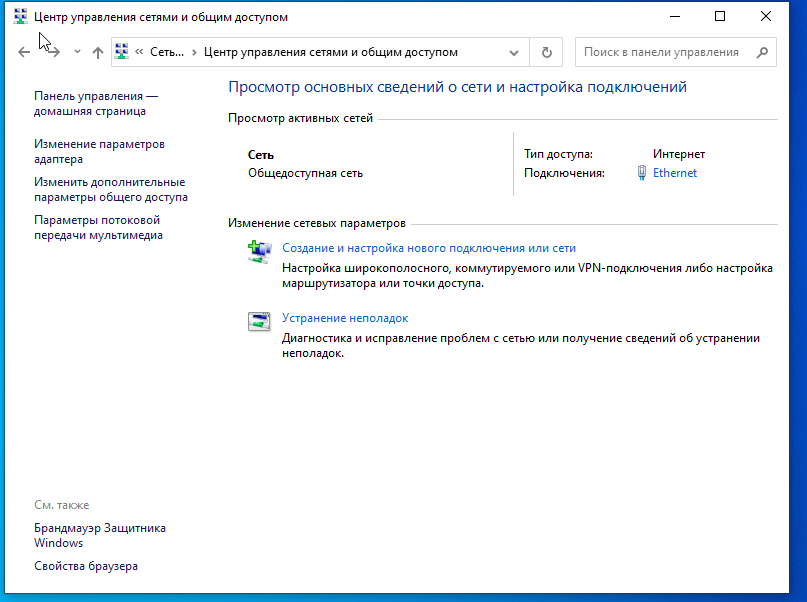 Центр управления сетями и общим доступом
« Сеть... › Центр управления сетями и общим доступом
Поиск в панели управления
Панель управления —
домашняя страница
Изменение параметров
адаптера
Изменить дополнительные
параметры общего доступа
Параметры потоковой
передачи мультимедиа
Просмотр основных сведений о сети и настройка подключений
Просмотр активных сетей
Сеть
Общедоступная сеть
Тип доступа: Интернет
Подключения: Ethernet
Изменение сетевых параметров
Создание и настройка нового подключения или сети
Настройка широкополосного, коммутируемого или VPN-подключения либо настройка
маршрутизатора или точки доступа.
Устранение неполадок
Диагностика и исправление проблем с сетью или получение сведений об устранении
неполадок.
См. также
Брандмауэр Защитника
Windows
Свойства браузера